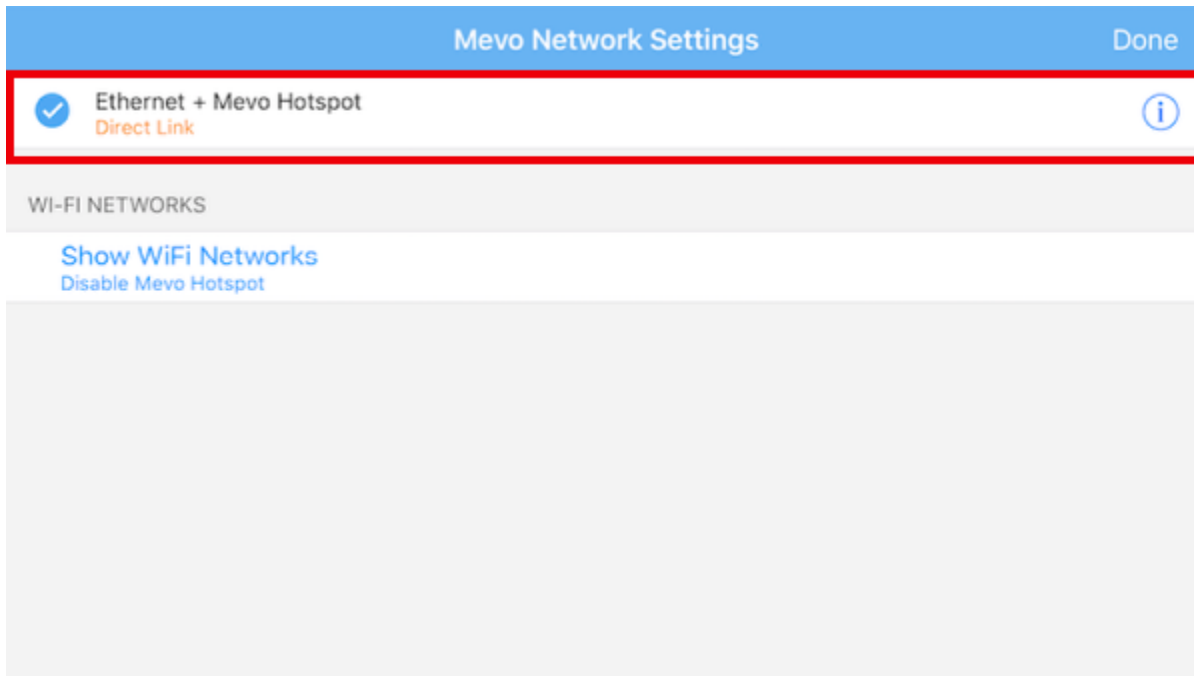 Mevo Network Settings
Done
Ethernet + Mevo Hotspot
Direct Link
WI-FI NETWORKS
Show WiFi Networks
Disable Mevo Hotspot